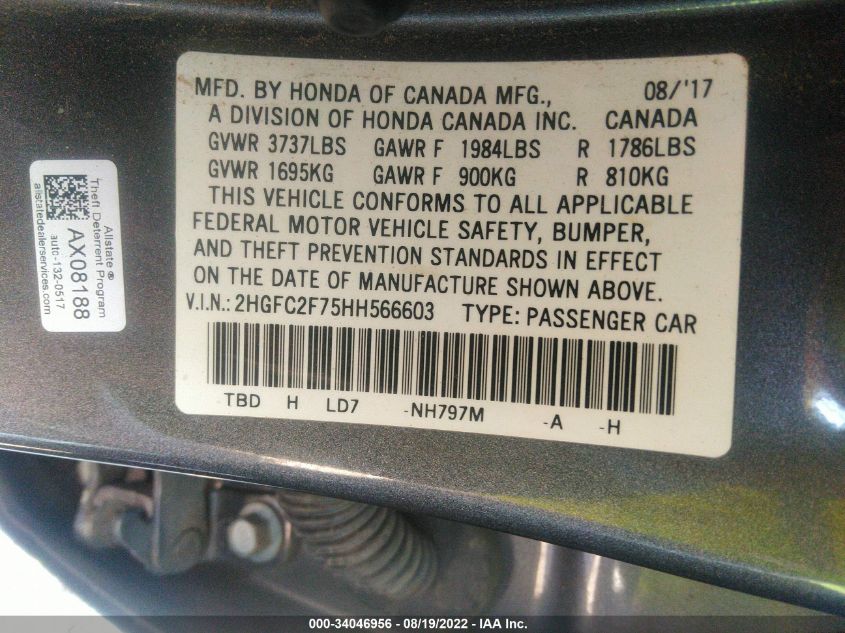 MFD. BY HONDA OF CANADA MFG., 08/'17
A DIVISION OF HONDA CANADA INC. CANADA
GVWR 3737LBS GAWR F 1984LBS R 1786LBS
GVWR 1695KG GAWR F 900KG R 810KG
THIS VEHICLE CONFORMS TO ALL APPLICABLE
FEDERAL MOTOR VEHICLE SAFETY, BUMPER,
AND THEFT PREVENTION STANDARDS IN EFFECT
ON THE DATE OF MANUFACTURE SHOWN ABOVE.
V.I.N.: 2HGFC2F75HH566603 TYPE: PASSENGER CAR
TBD H LD7 -NH797M -A -H
Allstate ®
Theft Deterrent Program
AX08188
autc-132-0517
allstatedealerservices.com
000-34046956 - 08/19/2022 - IAA Inc.